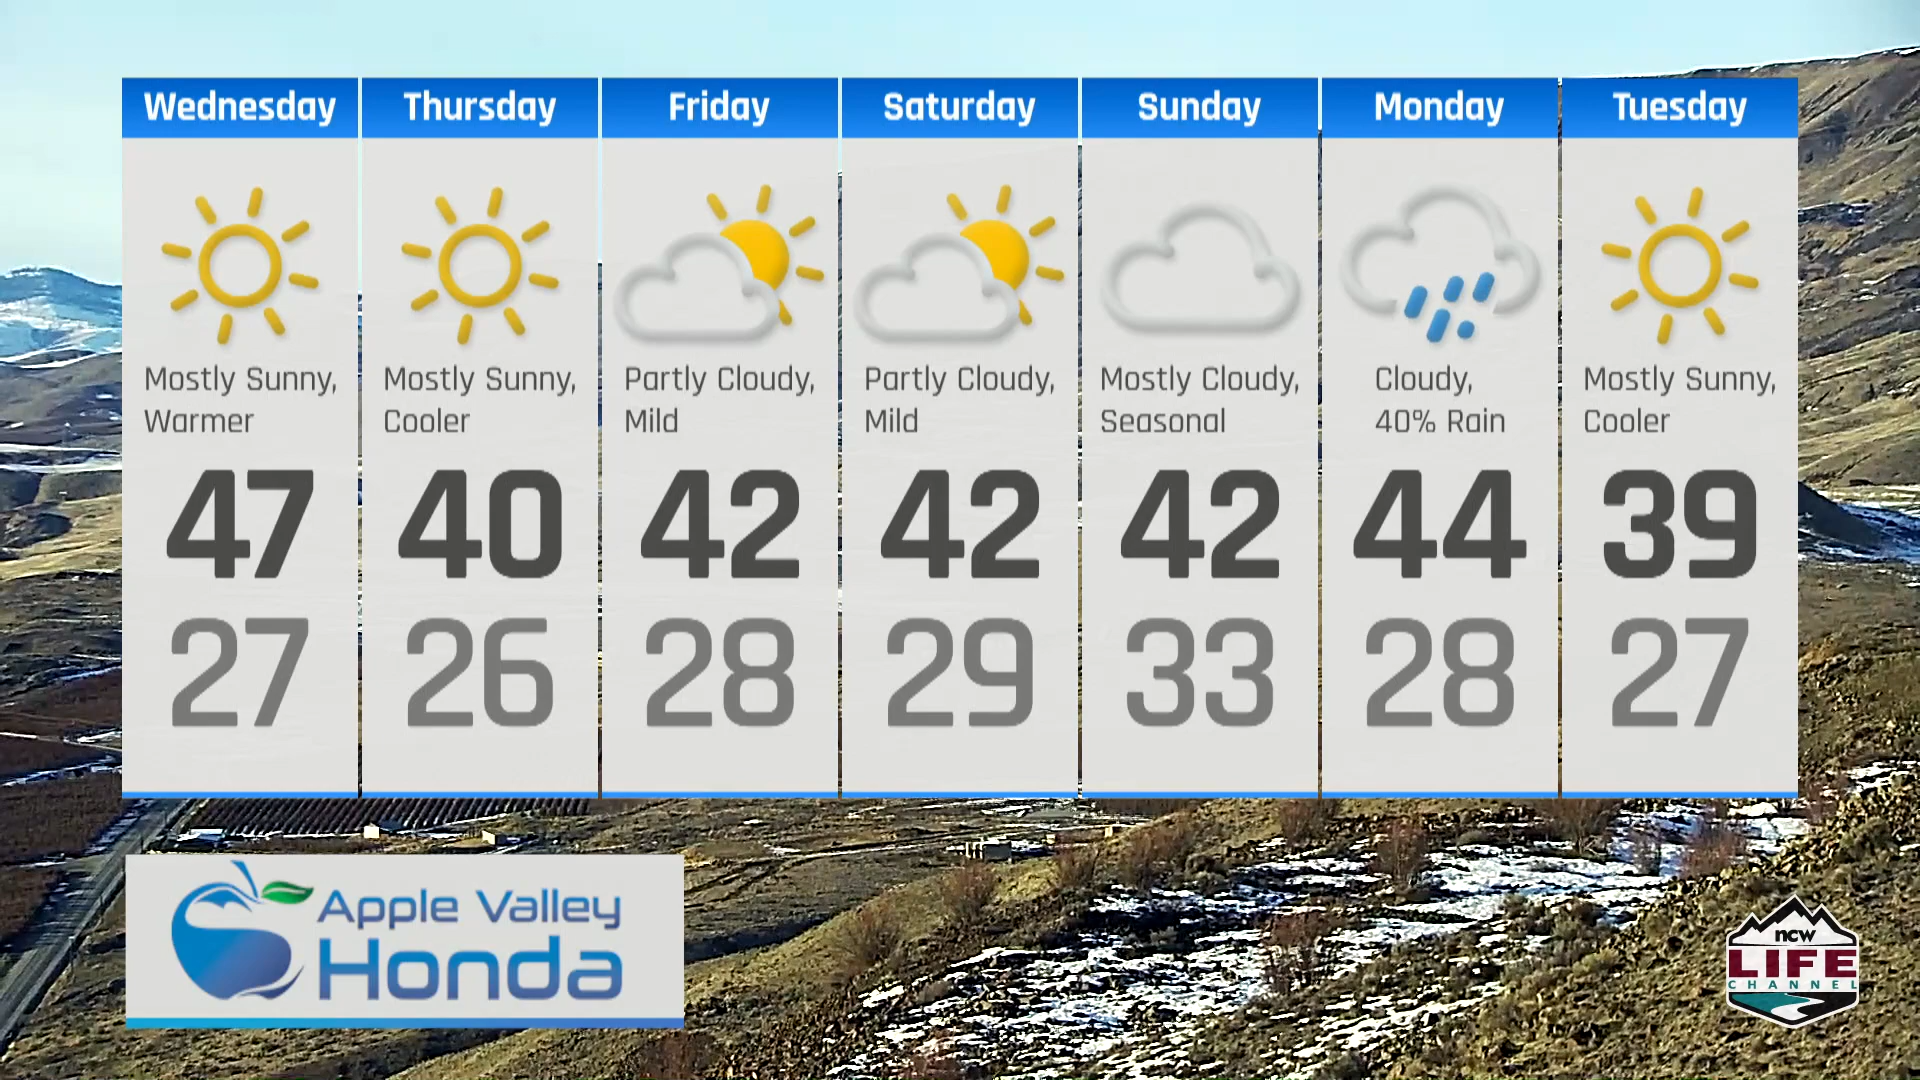 Wednesday
Mostly Sunny,
Warmer
47
27
Thursday
Mostly Sunny,
Cooler
40
26
Friday
Partly Cloudy,
Mild
42
28
Saturday
Partly Cloudy,
Mild
42
29
Sunday
Mostly Cloudy,
Seasonal
42
33
Monday
Cloudy,
40% Rain
44
28
Tuesday
Mostly Sunny,
Cooler
39
27
Apple Valley
Honda
ncw
LIFE
CHANNEL